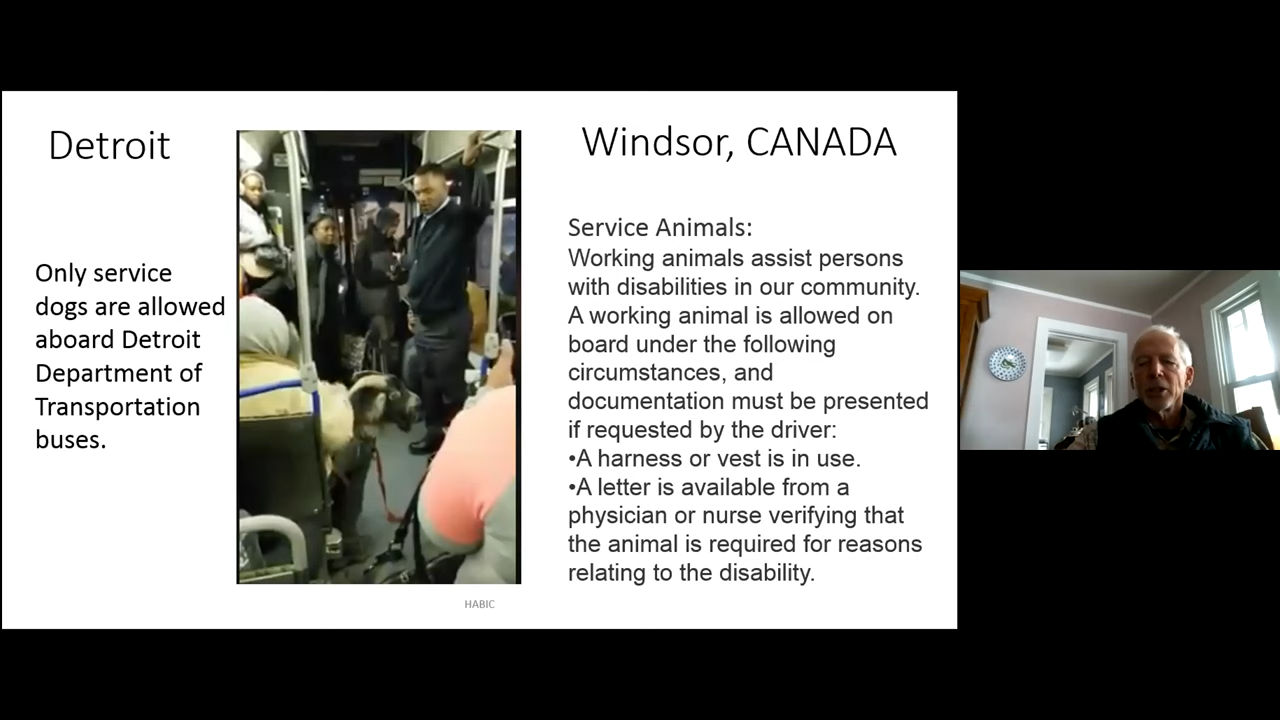 Detroit
Only service
dogs are allowed
aboard Detroit
Department of
Transportation
buses.
Windsor, CANADA
Service Animals:
Working animals assist persons
with disabilities in our community.
A working animal is allowed on
board under the following
circumstances, and
documentation must be presented
if requested by the driver:
•A harness or vest is in use.
•A letter is available from a
physician or nurse verifying that
the animal is required for reasons
relating to the disability.
HABIC